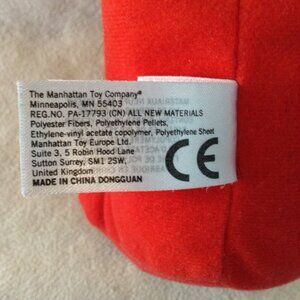 The Manhattan Toy Company®
Minneapolis, MN 55403
REG.NO. PA-17793 (CN) ALL NEW MATERIALS
Polyester Fibers, Polyethylene Pellets,
Ethylene-vinyl acetate copolymer, Polyethylene Sheet
Manhattan Toy Europe Ltd.
Suite 3, 5 Robin Hood Lane
Sutton Surrey, SM1 2SW,
United Kingdom
MADE IN CHINA DONGGUAN
CE